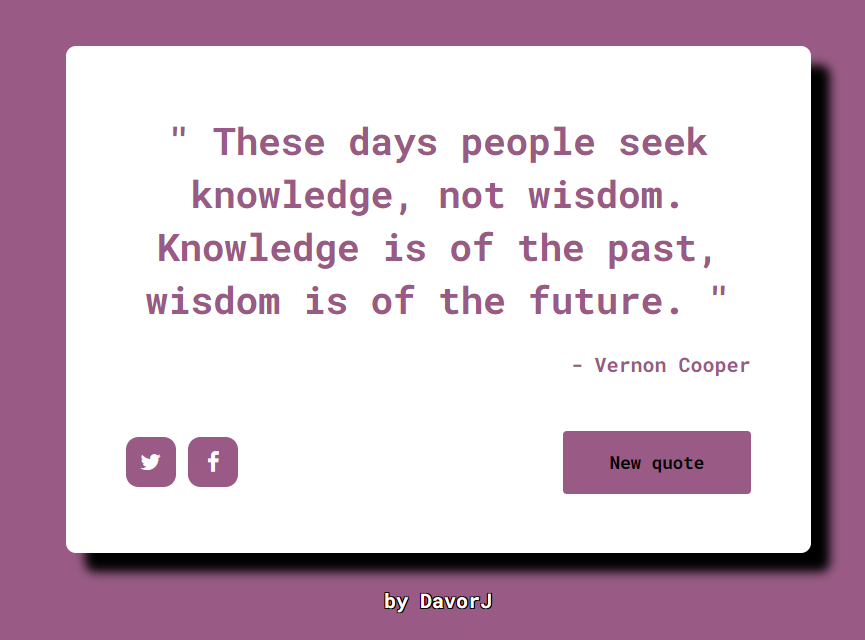 " These days people seek
knowledge, not wisdom.
Knowledge is of the past,
wisdom is of the future. "
- Vernon Cooper
New quote
by DavorJ